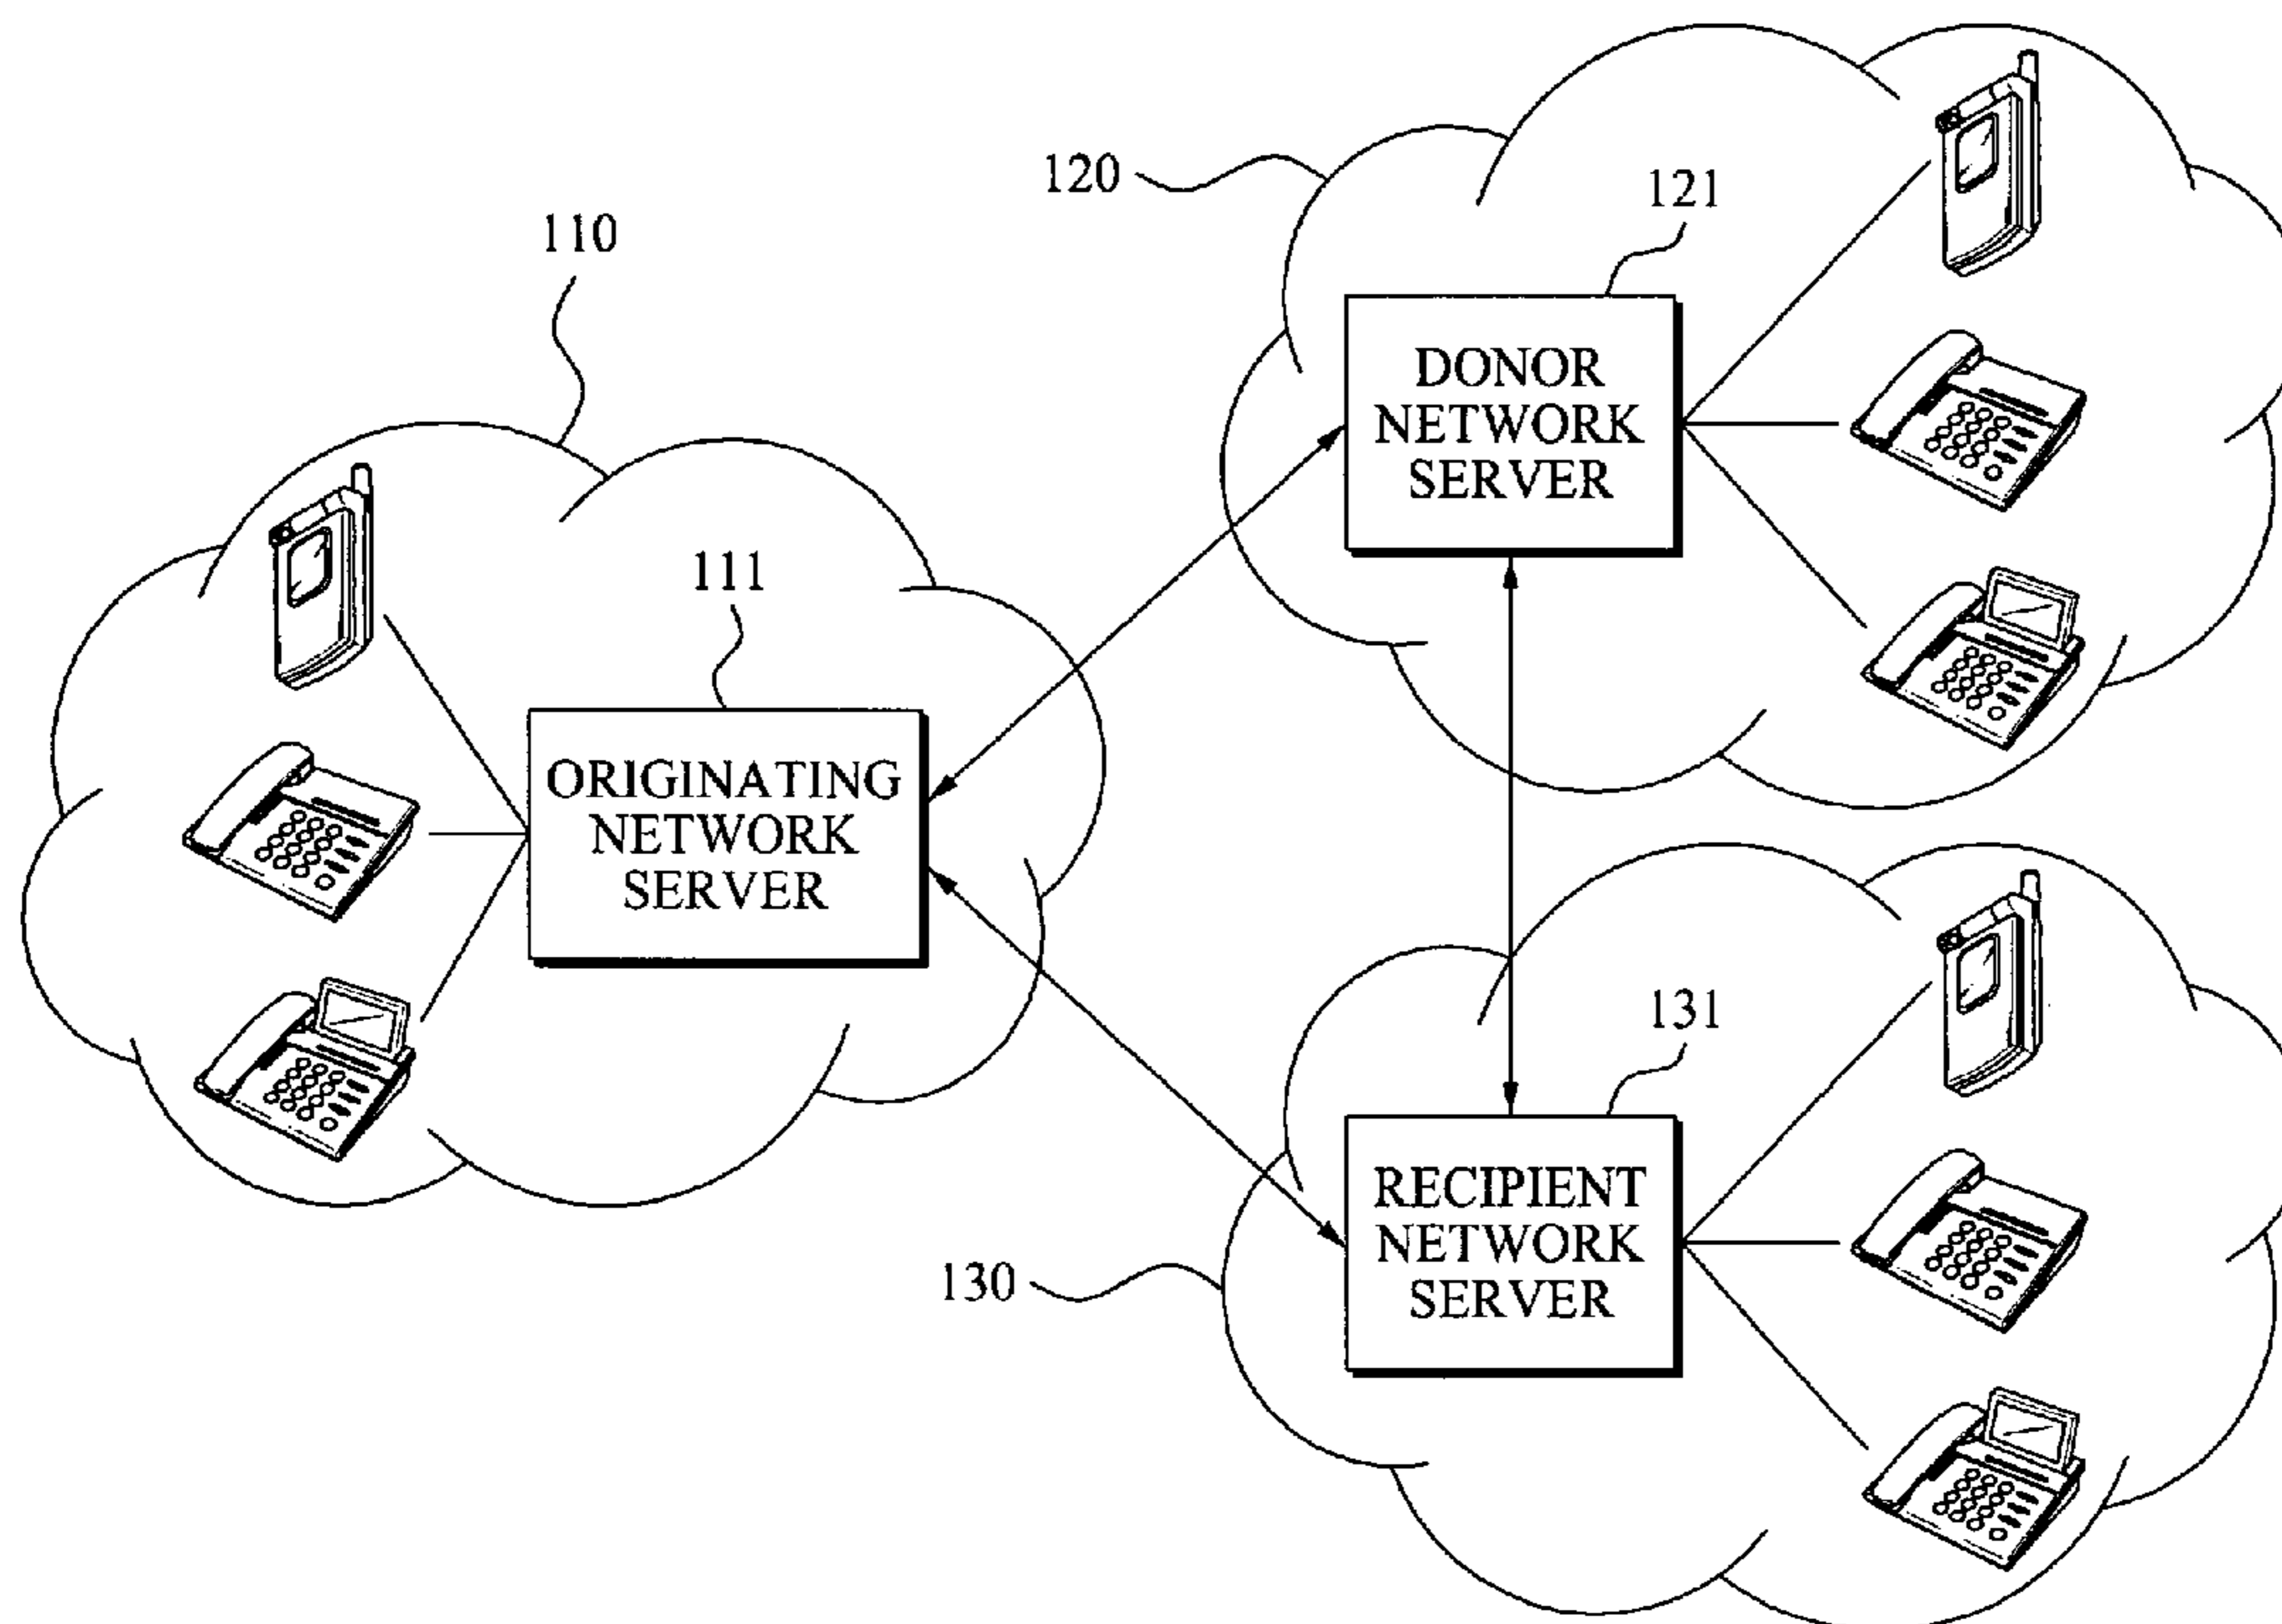 120
121
110
DONOR
NETWORK
SERVER
111
ORIGINATING
NETWORK
SERVER
131
RECIPIENT
NETWORK
SERVER
130